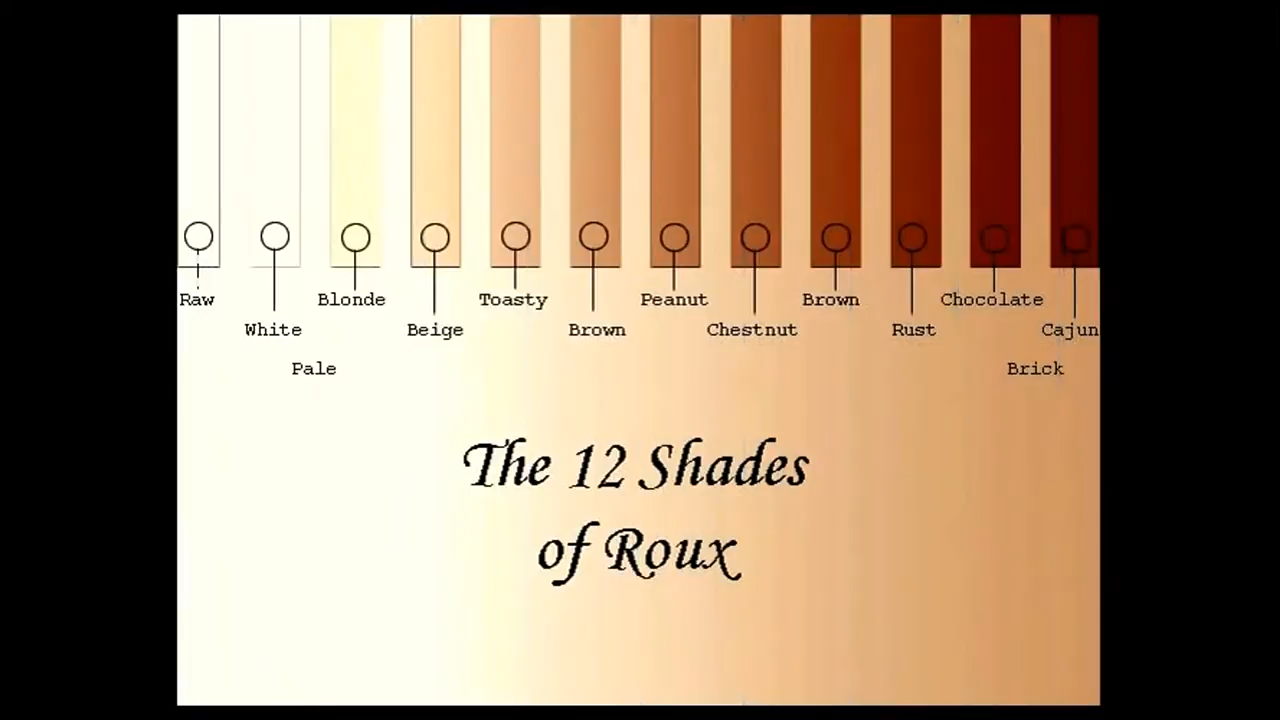 Raw Blonde Toasty Peanut Brown Chocolate
White Beige Brown Chestnut Rust Cajun
Pale Brick
The 12 Shades
of Roux